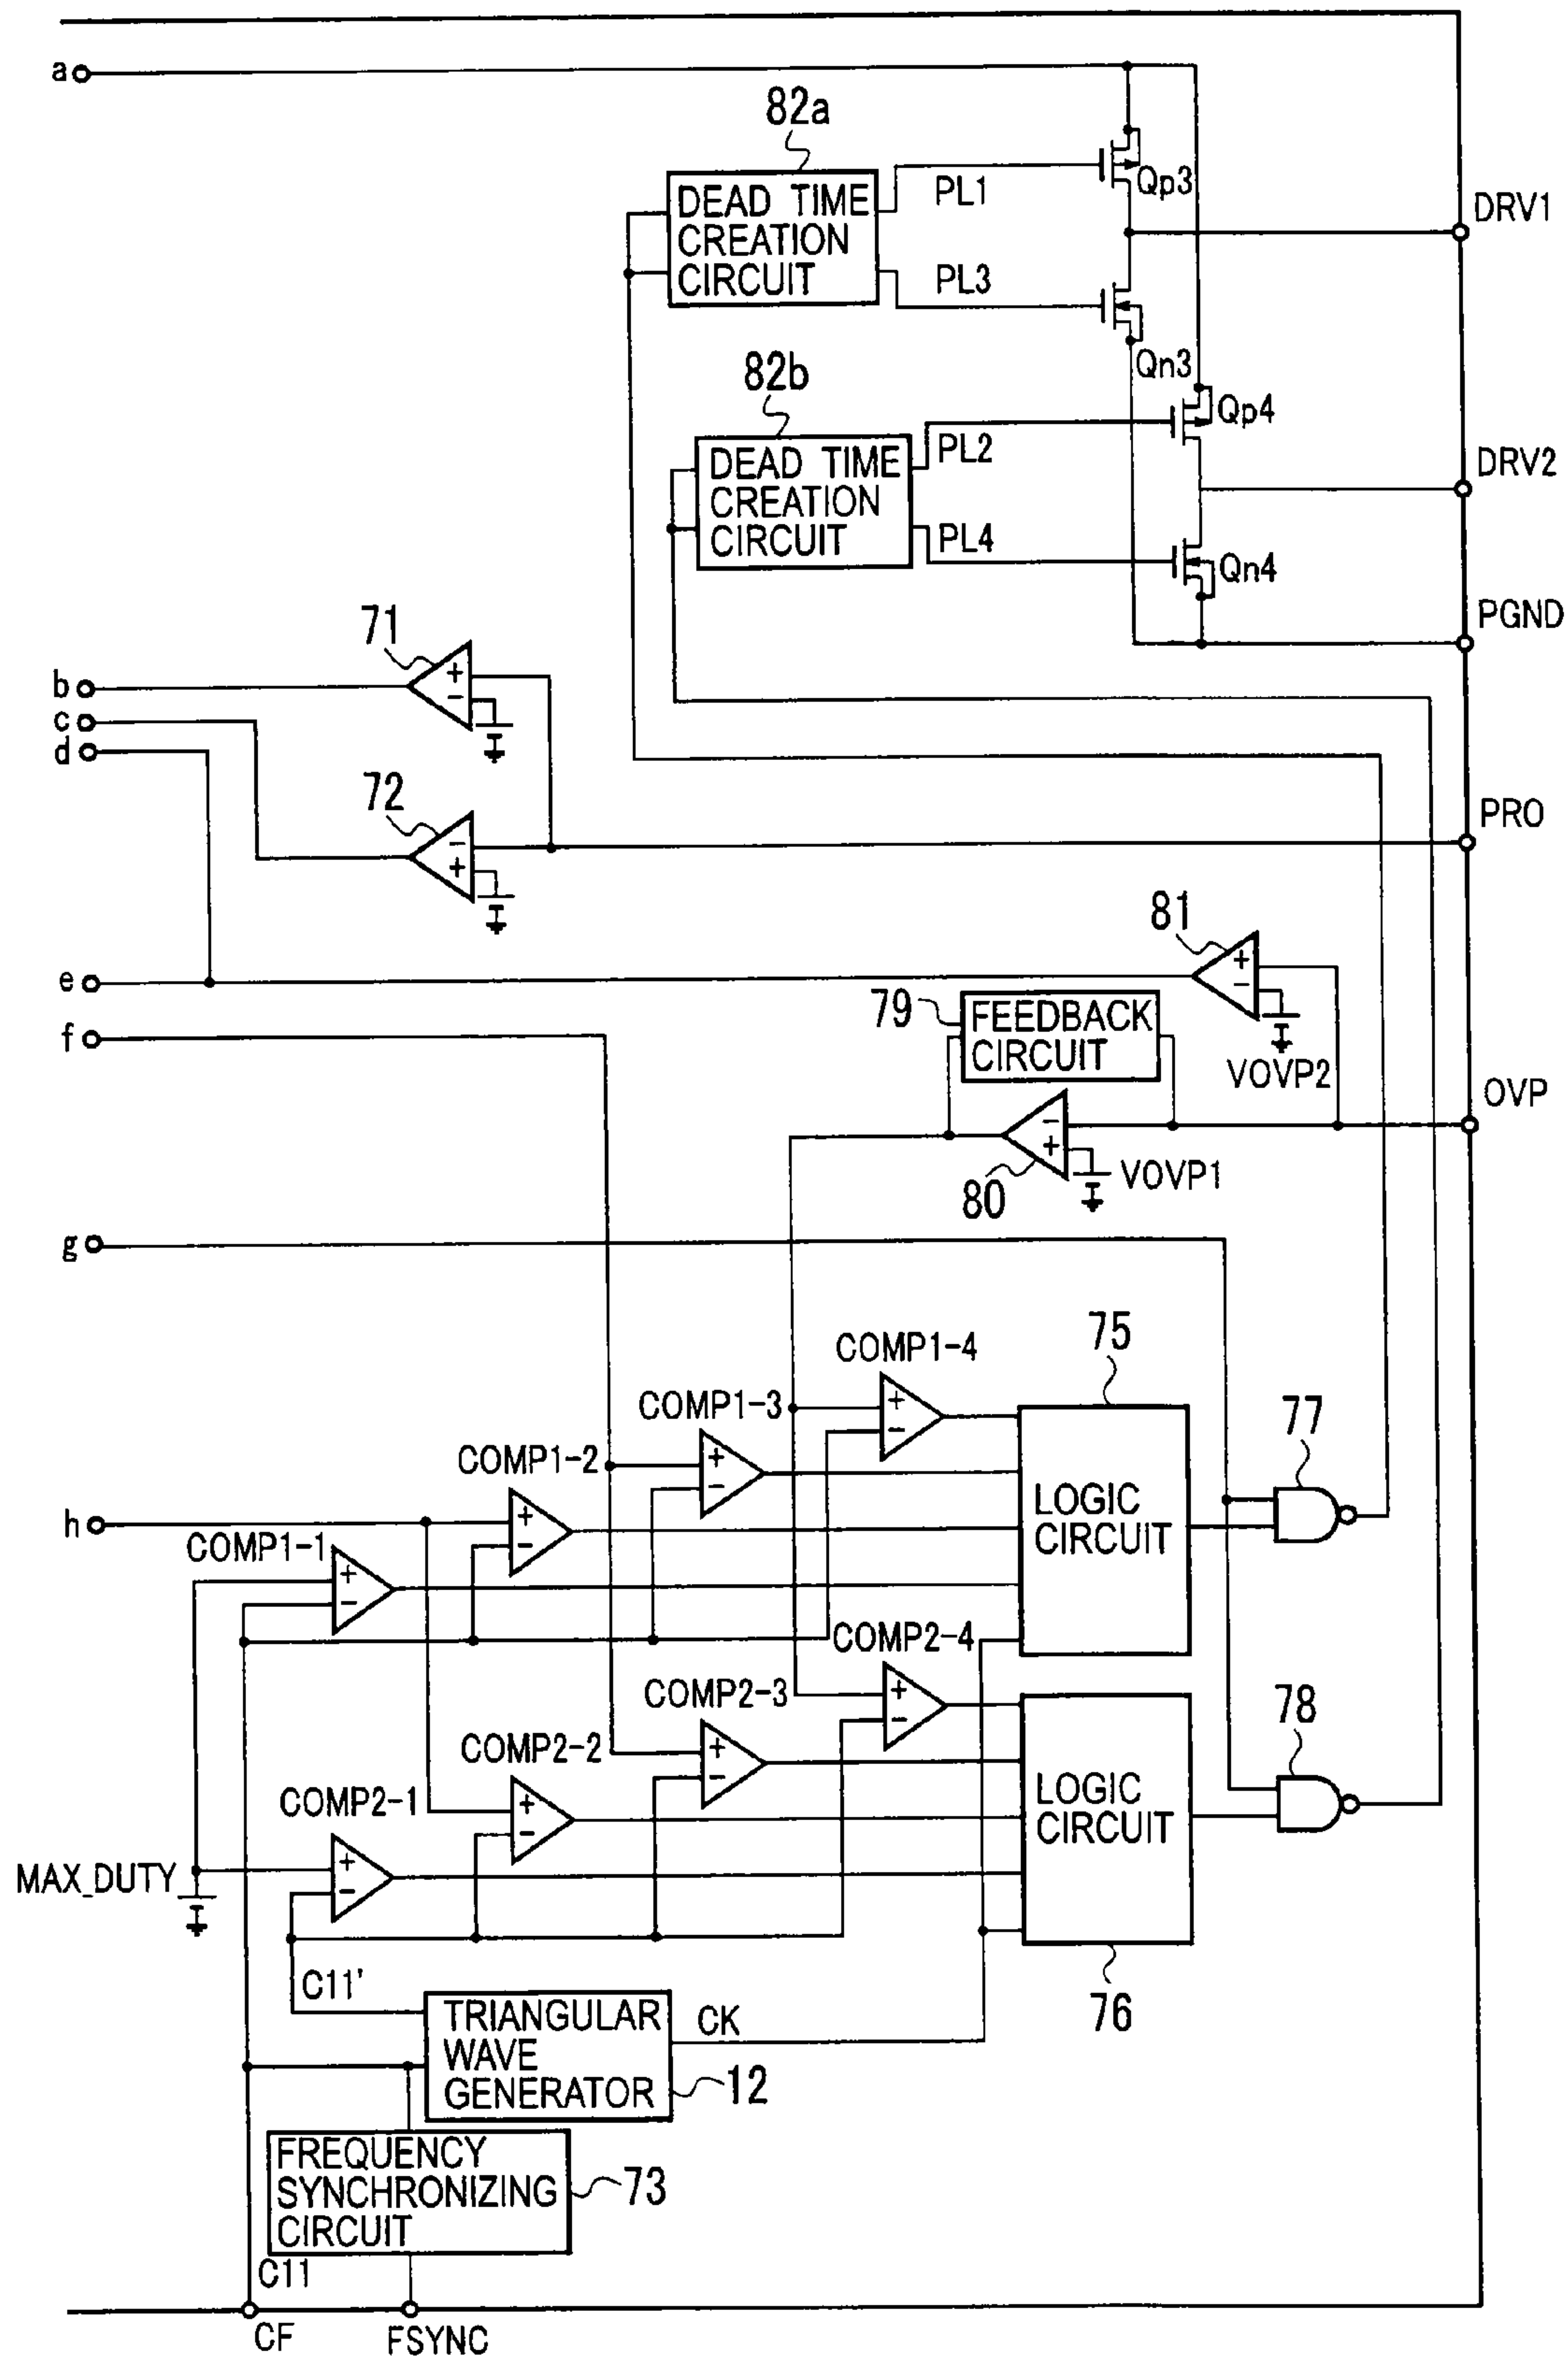 a
82a
DEAD TIME
CREATION
CIRCUIT
PL1
PL3
Qp3
Qn3
DRV1
82b
DEAD TIME
CREATION
CIRCUIT
PL2
PL4
Qp4
Qn4
DRV2
PGND
71
+
−
b
c
d
72
−
+
PRO
81
+
−
e
79
FEEDBACK
CIRCUIT
VOVP2
f
OVP
−
+
80
VOVP1
g
75
COMP1-4
+
−
COMP1-3
+
−
77
COMP1-2
+
−
LOGIC
CIRCUIT
h
COMP1-1
+
−
COMP2-4
+
−
COMP2-3
+
−
78
COMP2-2
+
−
LOGIC
CIRCUIT
COMP2-1
+
−
MAX_DUTY
76
C11'
TRIANGULAR
WAVE
GENERATOR
CK
12
FREQUENCY
SYNCHRONIZING
CIRCUIT
73
C11
CF
FSYNC